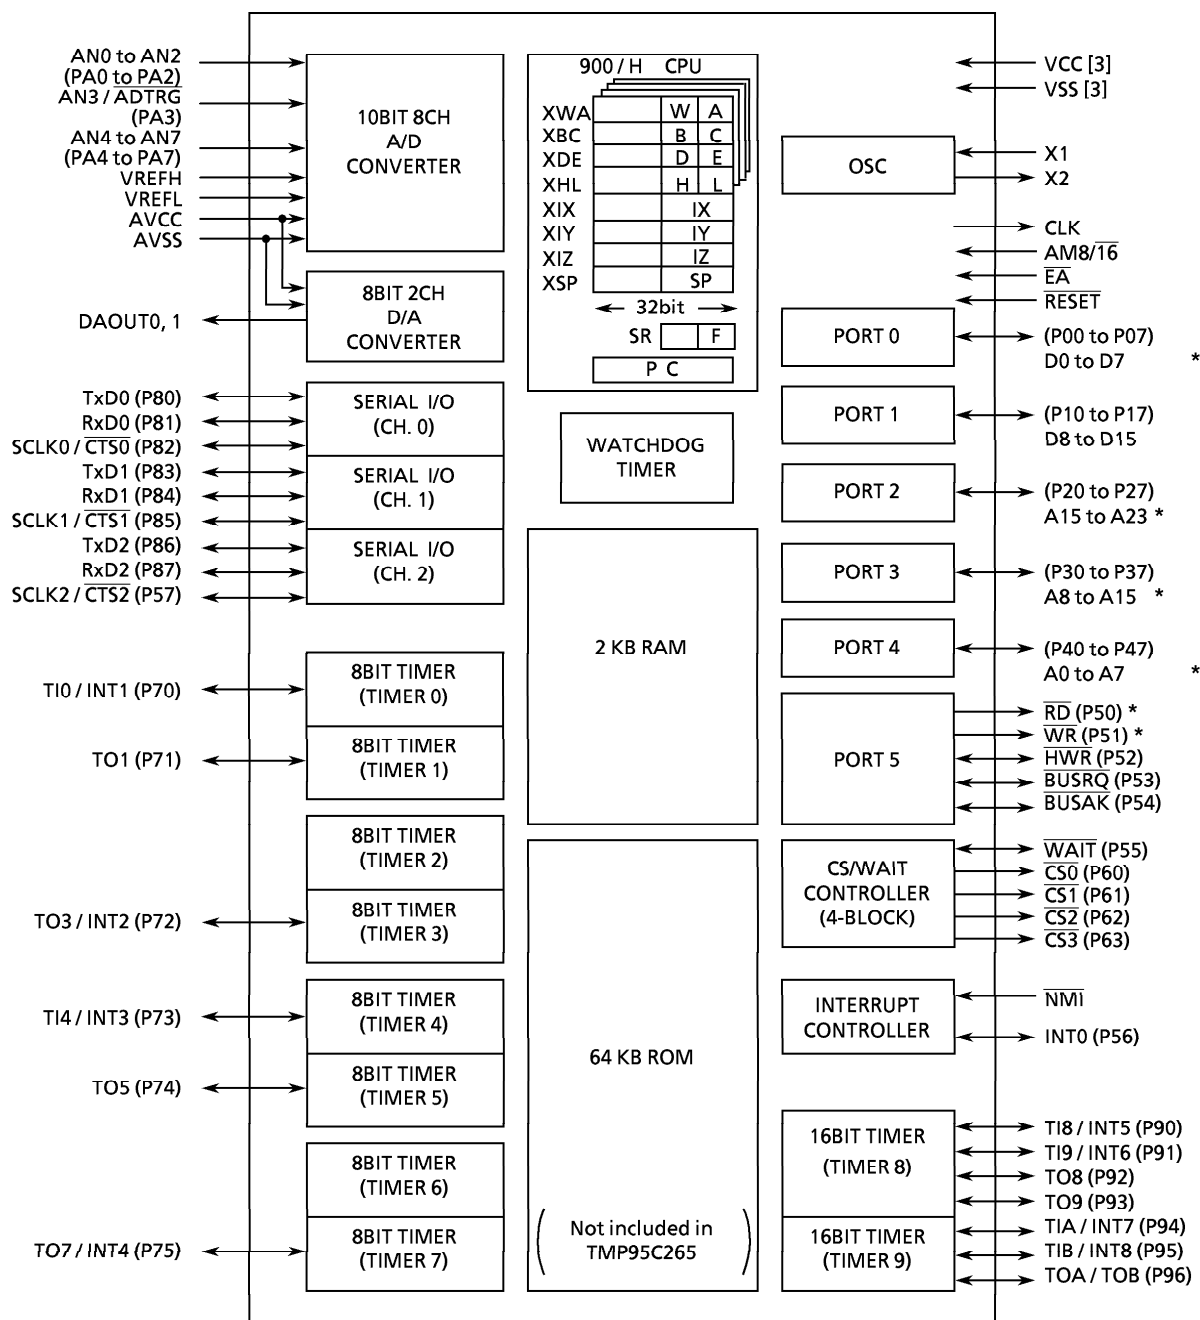 AN0 to AN2
(PA0 to PA2)
AN3 / ADTRG
(PA3)
AN4 to AN7
(PA4 to PA7)
VREFH
VREFL
AVCC
AVSS
DAOUT0, 1
TxD0 (P80)
RxD0 (P81)
SCLK0 / CTS0 (P82)
TxD1 (P83)
RxD1 (P84)
SCLK1 / CTS1 (P85)
TxD2 (P86)
RxD2 (P87)
SCLK2 / CTS2 (P57)
TI0 / INT1 (P70)
TO1 (P71)
TO3 / INT2 (P72)
TI4 / INT3 (P73)
TO5 (P74)
TO7 / INT4 (P75)
10BIT 8CH
A/D
CONVERTER
8BIT 2CH
D/A
CONVERTER
SERIAL I/O
(CH. 0)
SERIAL I/O
(CH. 1)
SERIAL I/O
(CH. 2)
8BIT TIMER
(TIMER 0)
8BIT TIMER
(TIMER 1)
8BIT TIMER
(TIMER 2)
8BIT TIMER
(TIMER 3)
8BIT TIMER
(TIMER 4)
8BIT TIMER
(TIMER 5)
8BIT TIMER
(TIMER 6)
8BIT TIMER
(TIMER 7)
900 / H CPU
XWA W A
XBC B C
XDE D E
XHL H L
XIX IX
XIY IY
XIZ IZ
XSP SP
32bit
SR F
P C
WATCHDOG
TIMER
2 KB RAM
64 KB ROM
(Not included in
TMP95C265)
OSC
PORT 0
PORT 1
PORT 2
PORT 3
PORT 4
PORT 5
CS/WAIT
CONTROLLER
(4-BLOCK)
INTERRUPT
CONTROLLER
16BIT TIMER
(TIMER 8)
16BIT TIMER
(TIMER 9)
VCC [3]
VSS [3]
X1
X2
CLK
AM8/16
EA
RESET
(P00 to P07)
D0 to D7 *
(P10 to P17)
D8 to D15
(P20 to P27)
A15 to A23 *
(P30 to P37)
A8 to A15 *
(P40 to P47)
A0 to A7 *
RD (P50) *
WR (P51) *
HWR (P52)
BUSRQ (P53)
BUSAK (P54)
WAIT (P55)
CS0 (P60)
CS1 (P61)
CS2 (P62)
CS3 (P63)
NMI
INT0 (P56)
TI8 / INT5 (P90)
TI9 / INT6 (P91)
TO8 (P92)
TO9 (P93)
TIA / INT7 (P94)
TIB / INT8 (P95)
TOA / TOB (P96)